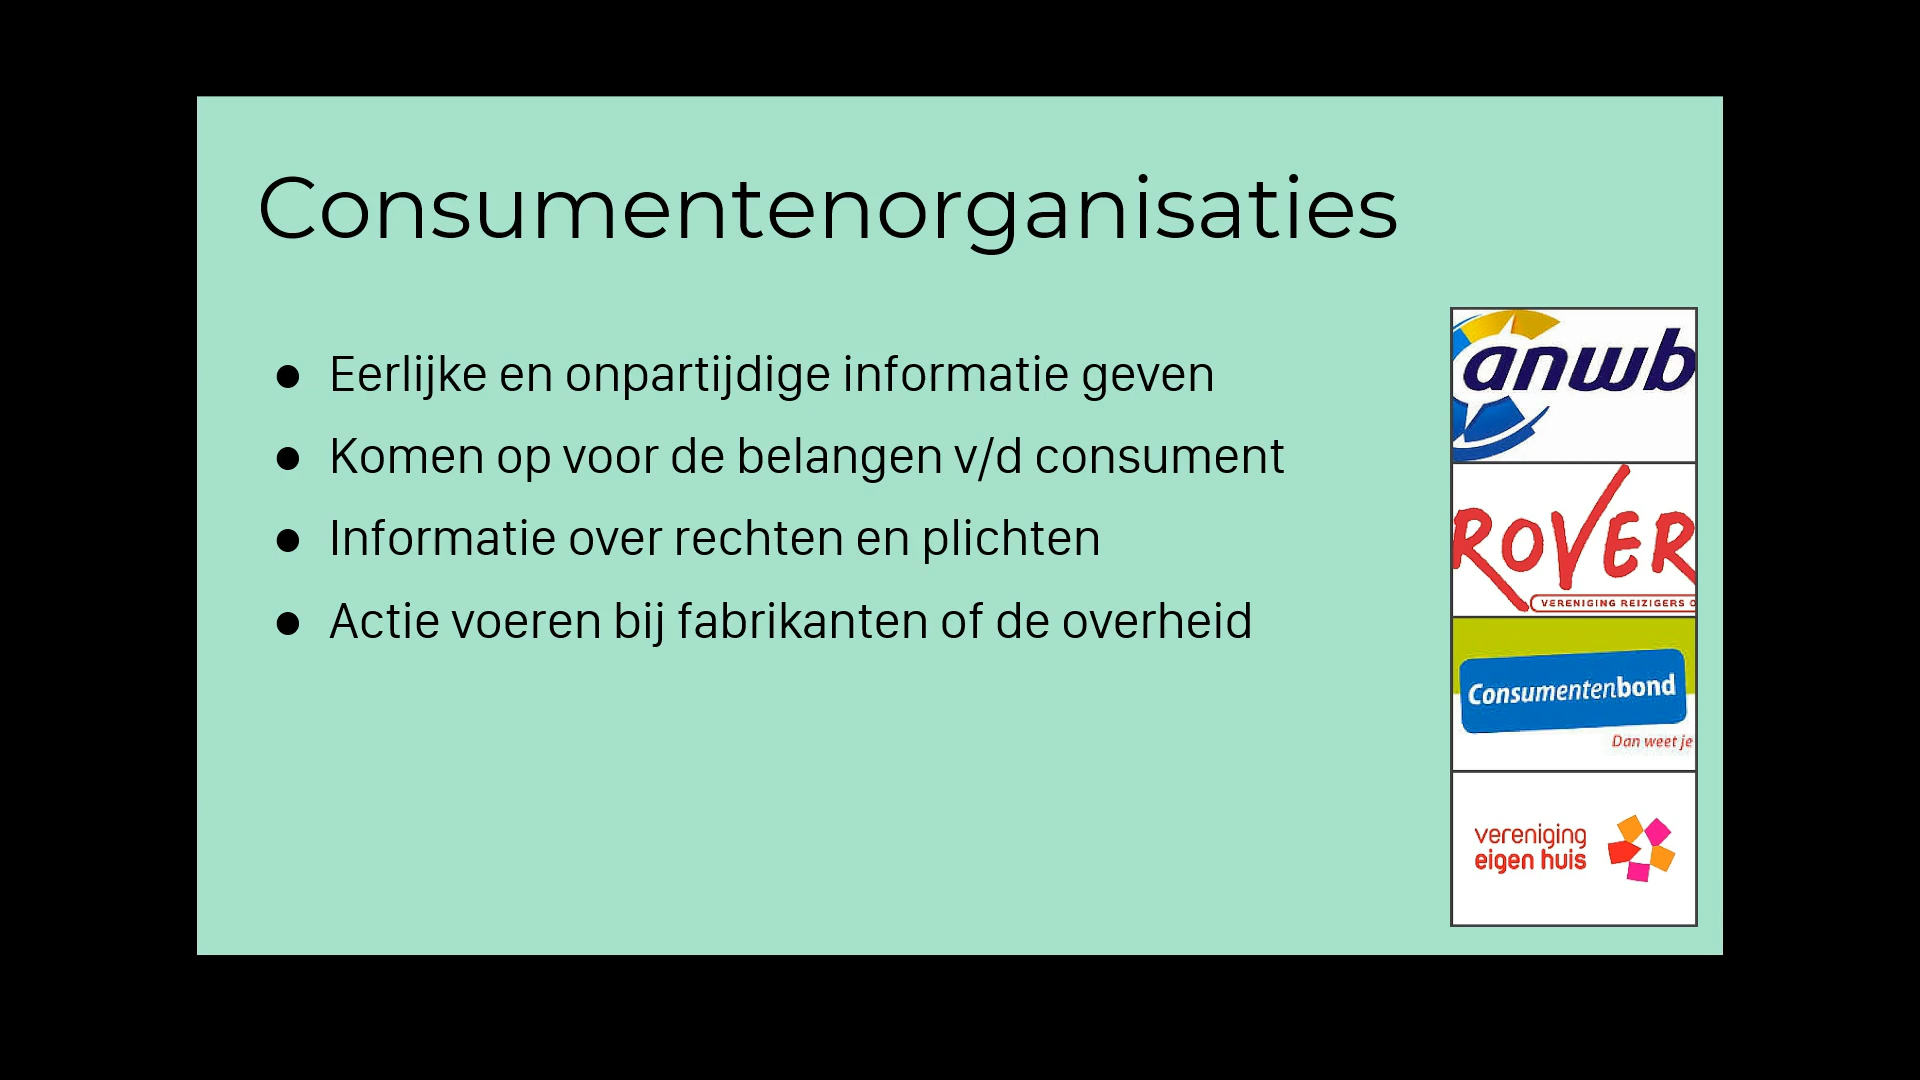 Consumentenorganisaties
● Eerlijke en onpartijdige informatie geven
● Komen op voor de belangen v/d consument
● Informatie over rechten en plichten
● Actie voeren bij fabrikanten of de overheid
anwb
ROVER
VERENIGING REIZIGERS O
Consumentenbond
Dan weet je
vereniging
eigen huis